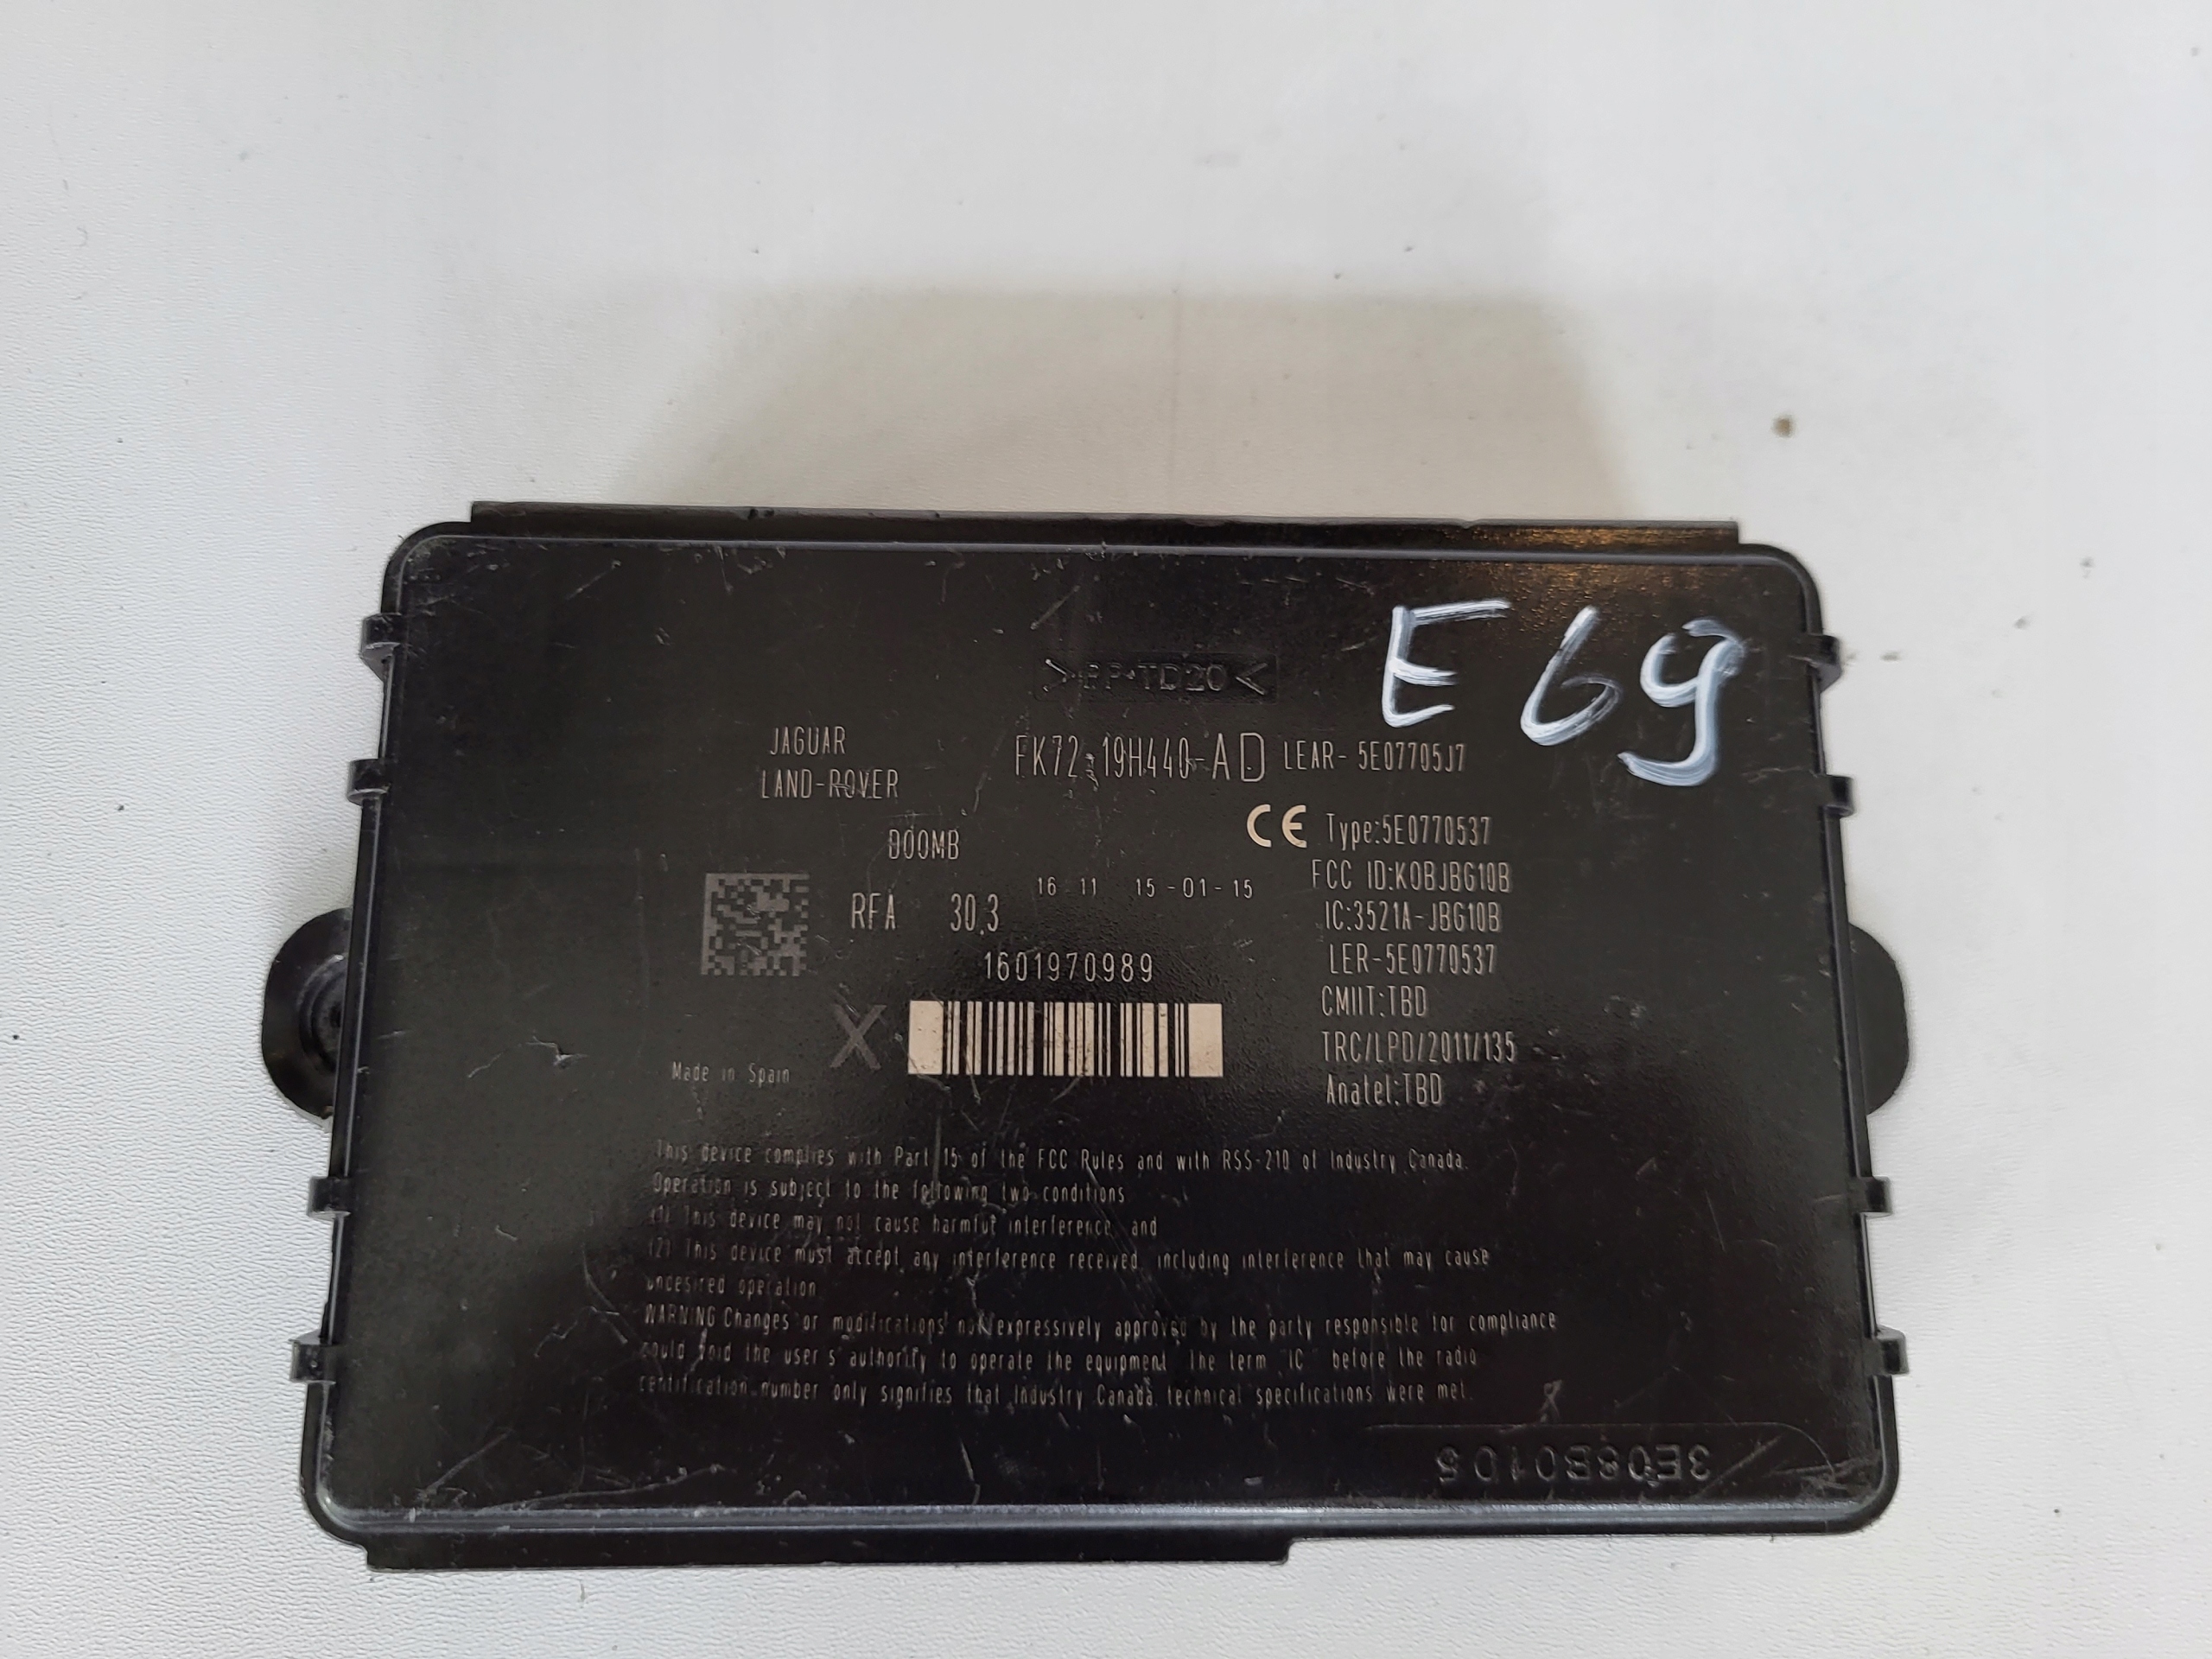 E69
>PP-TD20<
JAGUAR
LAND-ROVER
FK72-19H440-AD LEAR- 5E07705J7
CE Type:5E0770537
B00MB
FCC ID:KOBJBG10B
16 11 15-01-15
RFA 30.3
IC:3521A-JBG10B
1601970989
LER-5E0770537
X
CMIIT:TBD
TRC/LPD/2011/135
Made in Spain
Anatel:TBD
This device complies with Part 15 of the FCC Rules and with RSS-210 of Industry Canada.
Operation is subject to the following two conditions
(1) This device may not cause harmful interference, and
(2) This device must accept any interference received, including interference that may cause
undesired operation
WARNING Changes or modifications not expressively approved by the party responsible for compliance
could void the user s authority to operate the equipment. The term "IC" before the radio
certification number only signifies that Industry Canada technical specifications were met.